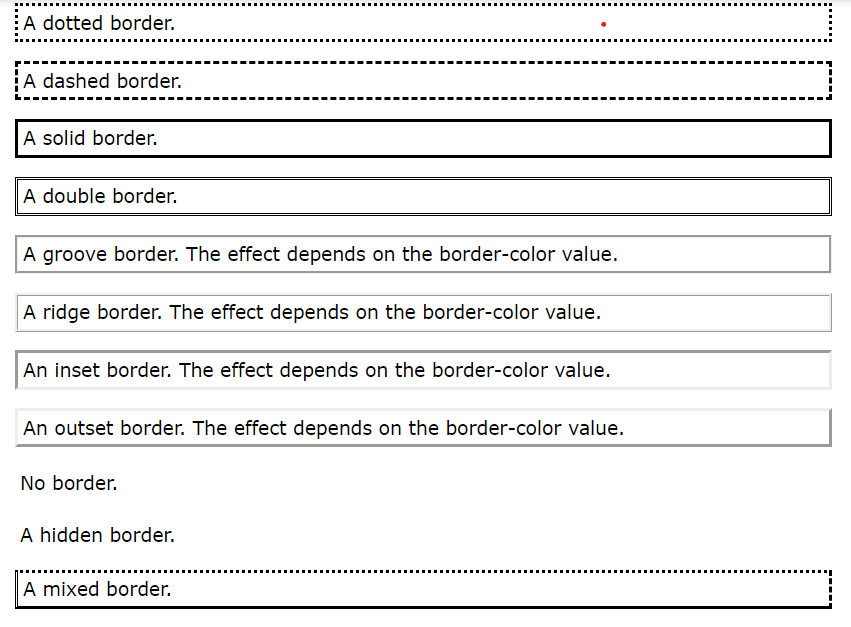 A dotted border.
A dashed border.
A solid border.
A double border.
A groove border. The effect depends on the border-color value.
A ridge border. The effect depends on the border-color value.
An inset border. The effect depends on the border-color value.
An outset border. The effect depends on the border-color value.
No border.
A hidden border.
A mixed border.